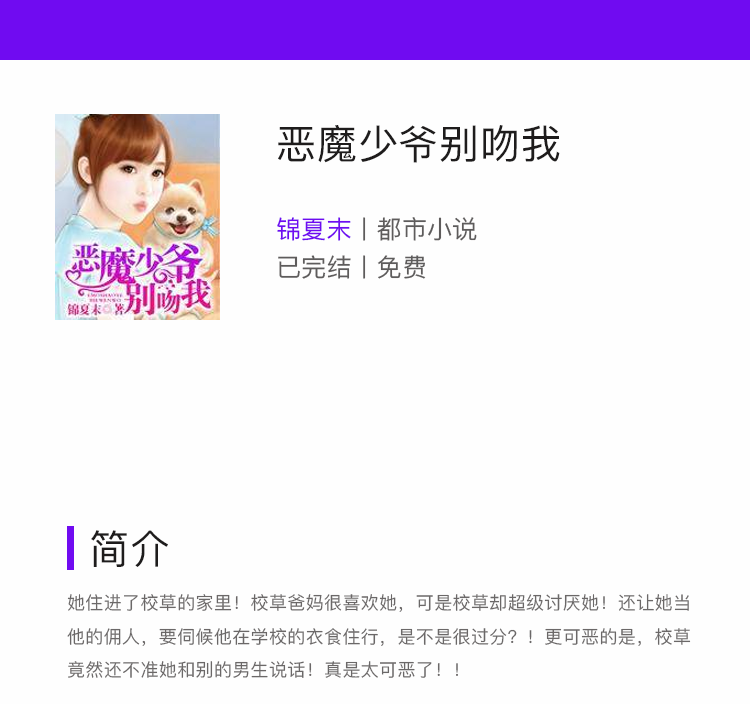 恶魔少爷别吻我
锦夏末丨都市小说
已完结丨免费
恶魔少爷
别吻我
锦夏末◎著
简介
她住进了校草的家里！校草爸妈很喜欢她，可是校草却超级讨厌她！还让她当
他的佣人，要伺候他在学校的衣食住行，是不是很过分？！更可恶的是，校草
竟然还不准她和别的男生说话！真是太可恶了！！